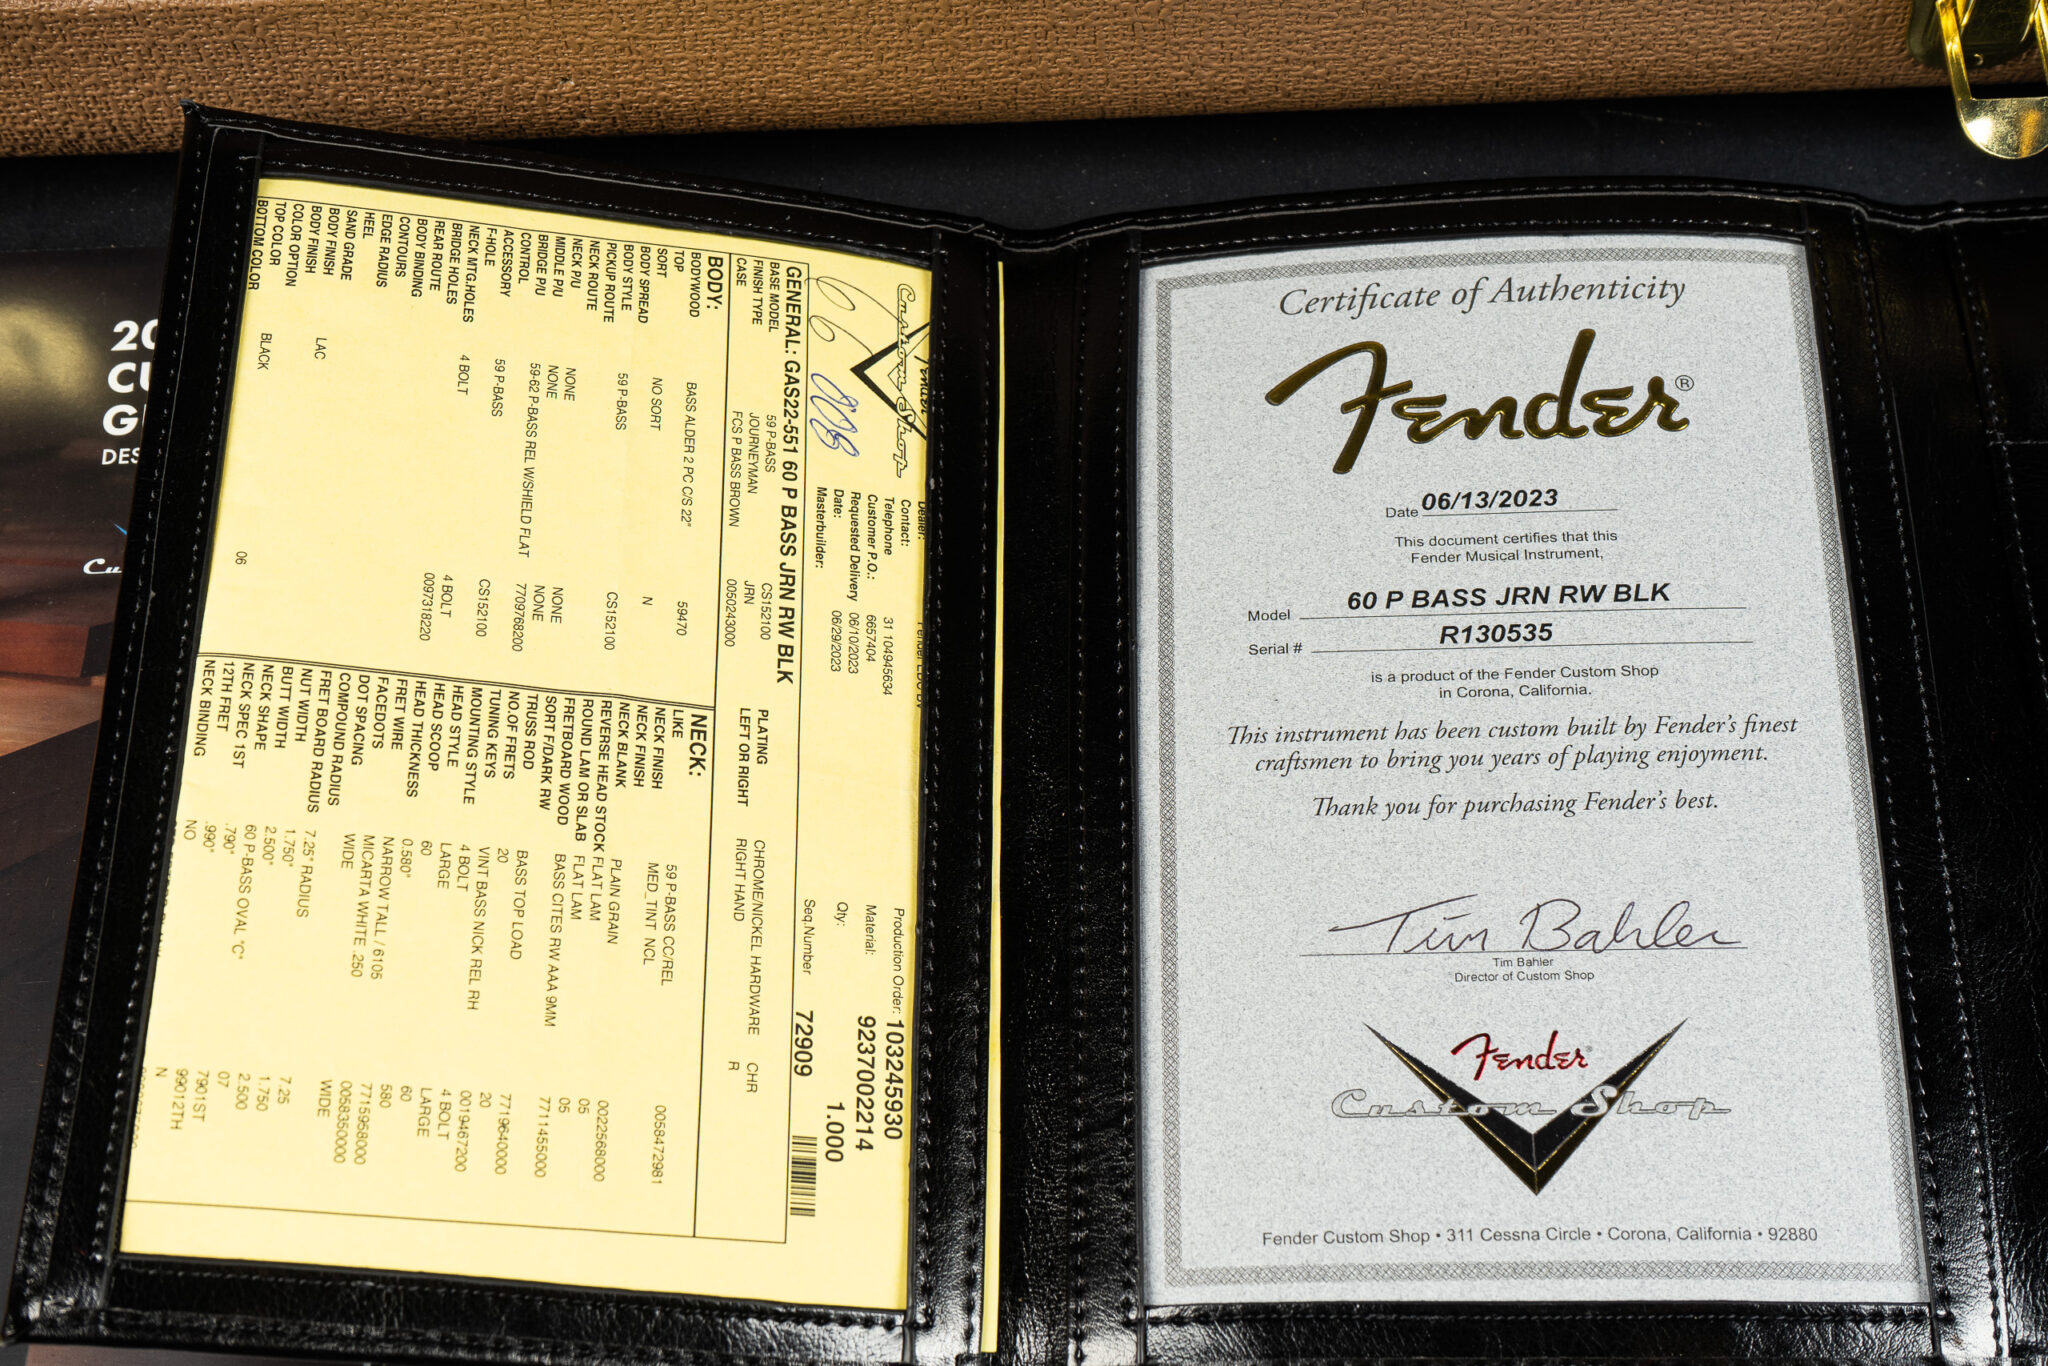 20
CU
G
DES
Cu
Fender
Custom Shop
Dealer:
Contact:
Telephone 31 104945634
Customer P.O.: 6657404
Requested Delivery 06/10/2023
Date: 06/29/2023
Masterbuilder:
Production Order: 103245930
Material: 9237002214
Qty: 1.000
Seq.Number 72909
GENERAL: GAS22-551 60 P BASS JRN RW BLK
BASE MODEL 59 P-BASS CS152100 PLATING CHROME/NICKEL HARDWARE CHR
FINISH TYPE JOURNEYMAN JRN LEFT OR RIGHT RIGHT HAND R
CASE FCS P BASS BROWN 0050243000
BODY:
BODYWOOD BASS ALDER 2 PC C/S 22" 59470
TOP
SORT NO SORT N
BODY SPREAD
BODY STYLE 59 P-BASS CS152100
PICKUP ROUTE
NECK ROUTE
NECK P/U NONE NONE
MIDDLE P/U NONE NONE
BRIDGE P/U 59-62 P-BASS REL W/SHIELD FLAT 7709768200
CONTROL
ACCESSORY 59 P-BASS CS152100
F-HOLE
NECK MTG.HOLES 4 BOLT 4 BOLT
BRIDGE HOLES 0097318220
REAR ROUTE
BODY BINDING
CONTOURS
EDGE RADIUS
HEEL
SAND GRADE
BODY FINISH
BODY FINISH LAC
COLOR OPTION
TOP COLOR BLACK 06
BOTTOM COLOR
NECK:
LIKE 59 P-BASS CC/REL 0058472981
NECK FINISH MED_TINT NCL
NECK FINISH
NECK BLANK PLAIN GRAIN 0022568000
REVERSE HEAD STOCK FLAT LAM 05
ROUND LAM OR SLAB FLAT LAM 05
FRETBOARD WOOD BASS CITES RW AAA 9MM 7711455000
SORT F/DARK RW
TRUSS ROD BASS TOP LOAD 7719640000
NO.OF FRETS 20 20
TUNING KEYS VINT BASS NICK REL RH 0019467200
MOUNTING STYLE 4 BOLT 4 BOLT
HEAD STYLE LARGE LARGE
HEAD SCOOP 60 60
HEAD THICKNESS 0.580" 580
FRET WIRE NARROW TALL / 6105 7715968000
FACEDOTS MICARTA WHITE .250 0058350000
DOT SPACING WIDE WIDE
COMPOUND RADIUS
FRET BOARD RADIUS 7.25" RADIUS 7.25
NUT WIDTH 1.750" 1.750
BUTT WIDTH 2.500" 2.500
NECK SHAPE 60 P-BASS OVAL "C" 07
NECK SPEC 1ST .790" 7901ST
12TH FRET .990" 99012TH
NECK BINDING NO N
Certificate of Authenticity
Fender®
Date 06/13/2023
This document certifies that this
Fender Musical Instrument,
Model 60 P BASS JRN RW BLK
Serial # R130535
is a product of the Fender Custom Shop
in Corona, California.
This instrument has been custom built by Fender's finest
craftsmen to bring you years of playing enjoyment.
Thank you for purchasing Fender's best.
Tim Bahler
Tim Bahler
Director of Custom Shop
Fender
Custom Shop
Fender Custom Shop • 311 Cessna Circle • Corona, California • 92880